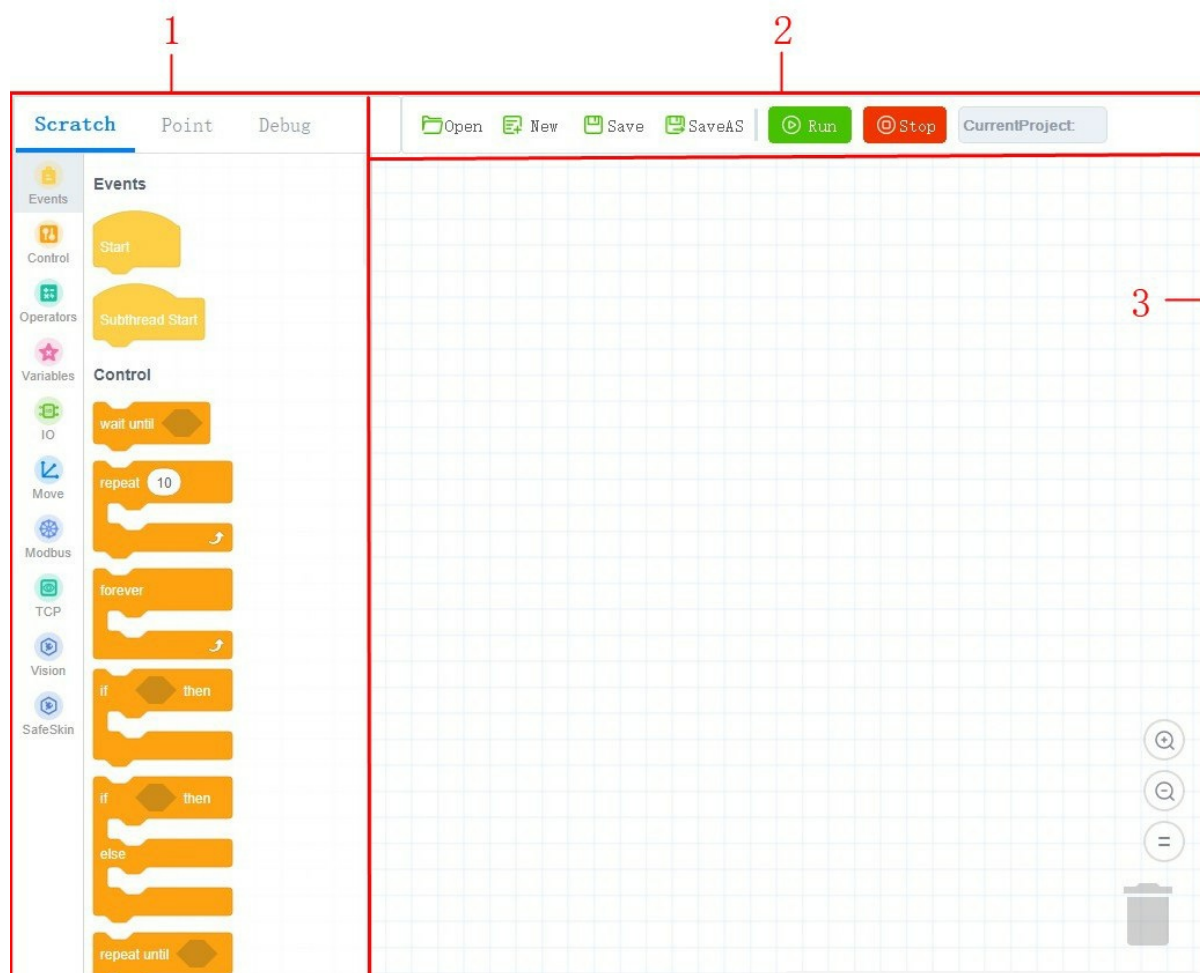 1
2
Scratch Point Debug
Open New Save SaveAS Run Stop CurrentProject:
Events
Control
Operators
Variables
IO
Move
Modbus
TCP
Vision
SafeSkin
Events
Start
Subthread Start
Control
wait until
repeat 10
forever
if then
if then
else
repeat until
3